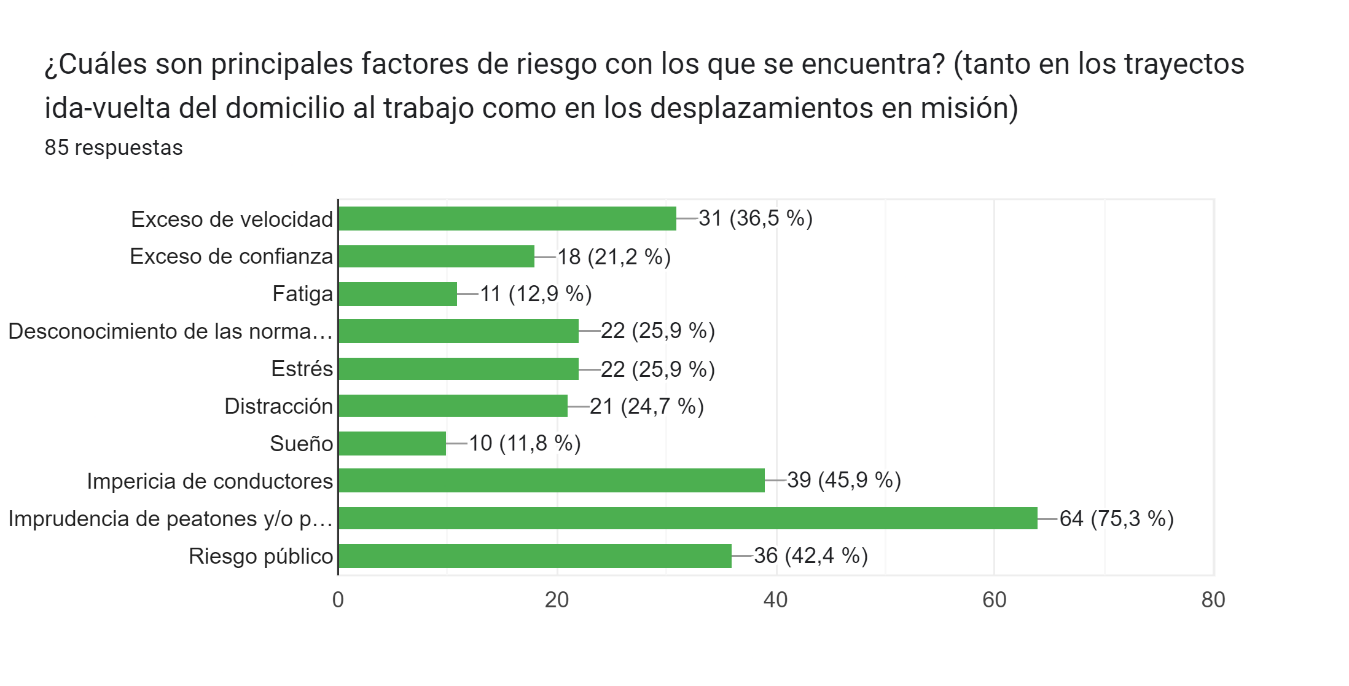 ¿Cuáles son principales factores de riesgo con los que se encuentra? (tanto en los trayectos
ida-vuelta del domicilio al trabajo como en los desplazamientos en misión)
85 respuestas
Exceso de velocidad 31 (36,5 %)
Exceso de confianza 18 (21,2 %)
Fatiga 11 (12,9 %)
Desconocimiento de las norma… 22 (25,9 %)
Estrés 22 (25,9 %)
Distracción 21 (24,7 %)
Sueño 10 (11,8 %)
Impericia de conductores 39 (45,9 %)
Imprudencia de peatones y/o p… 64 (75,3 %)
Riesgo público 36 (42,4 %)
0 20 40 60 80